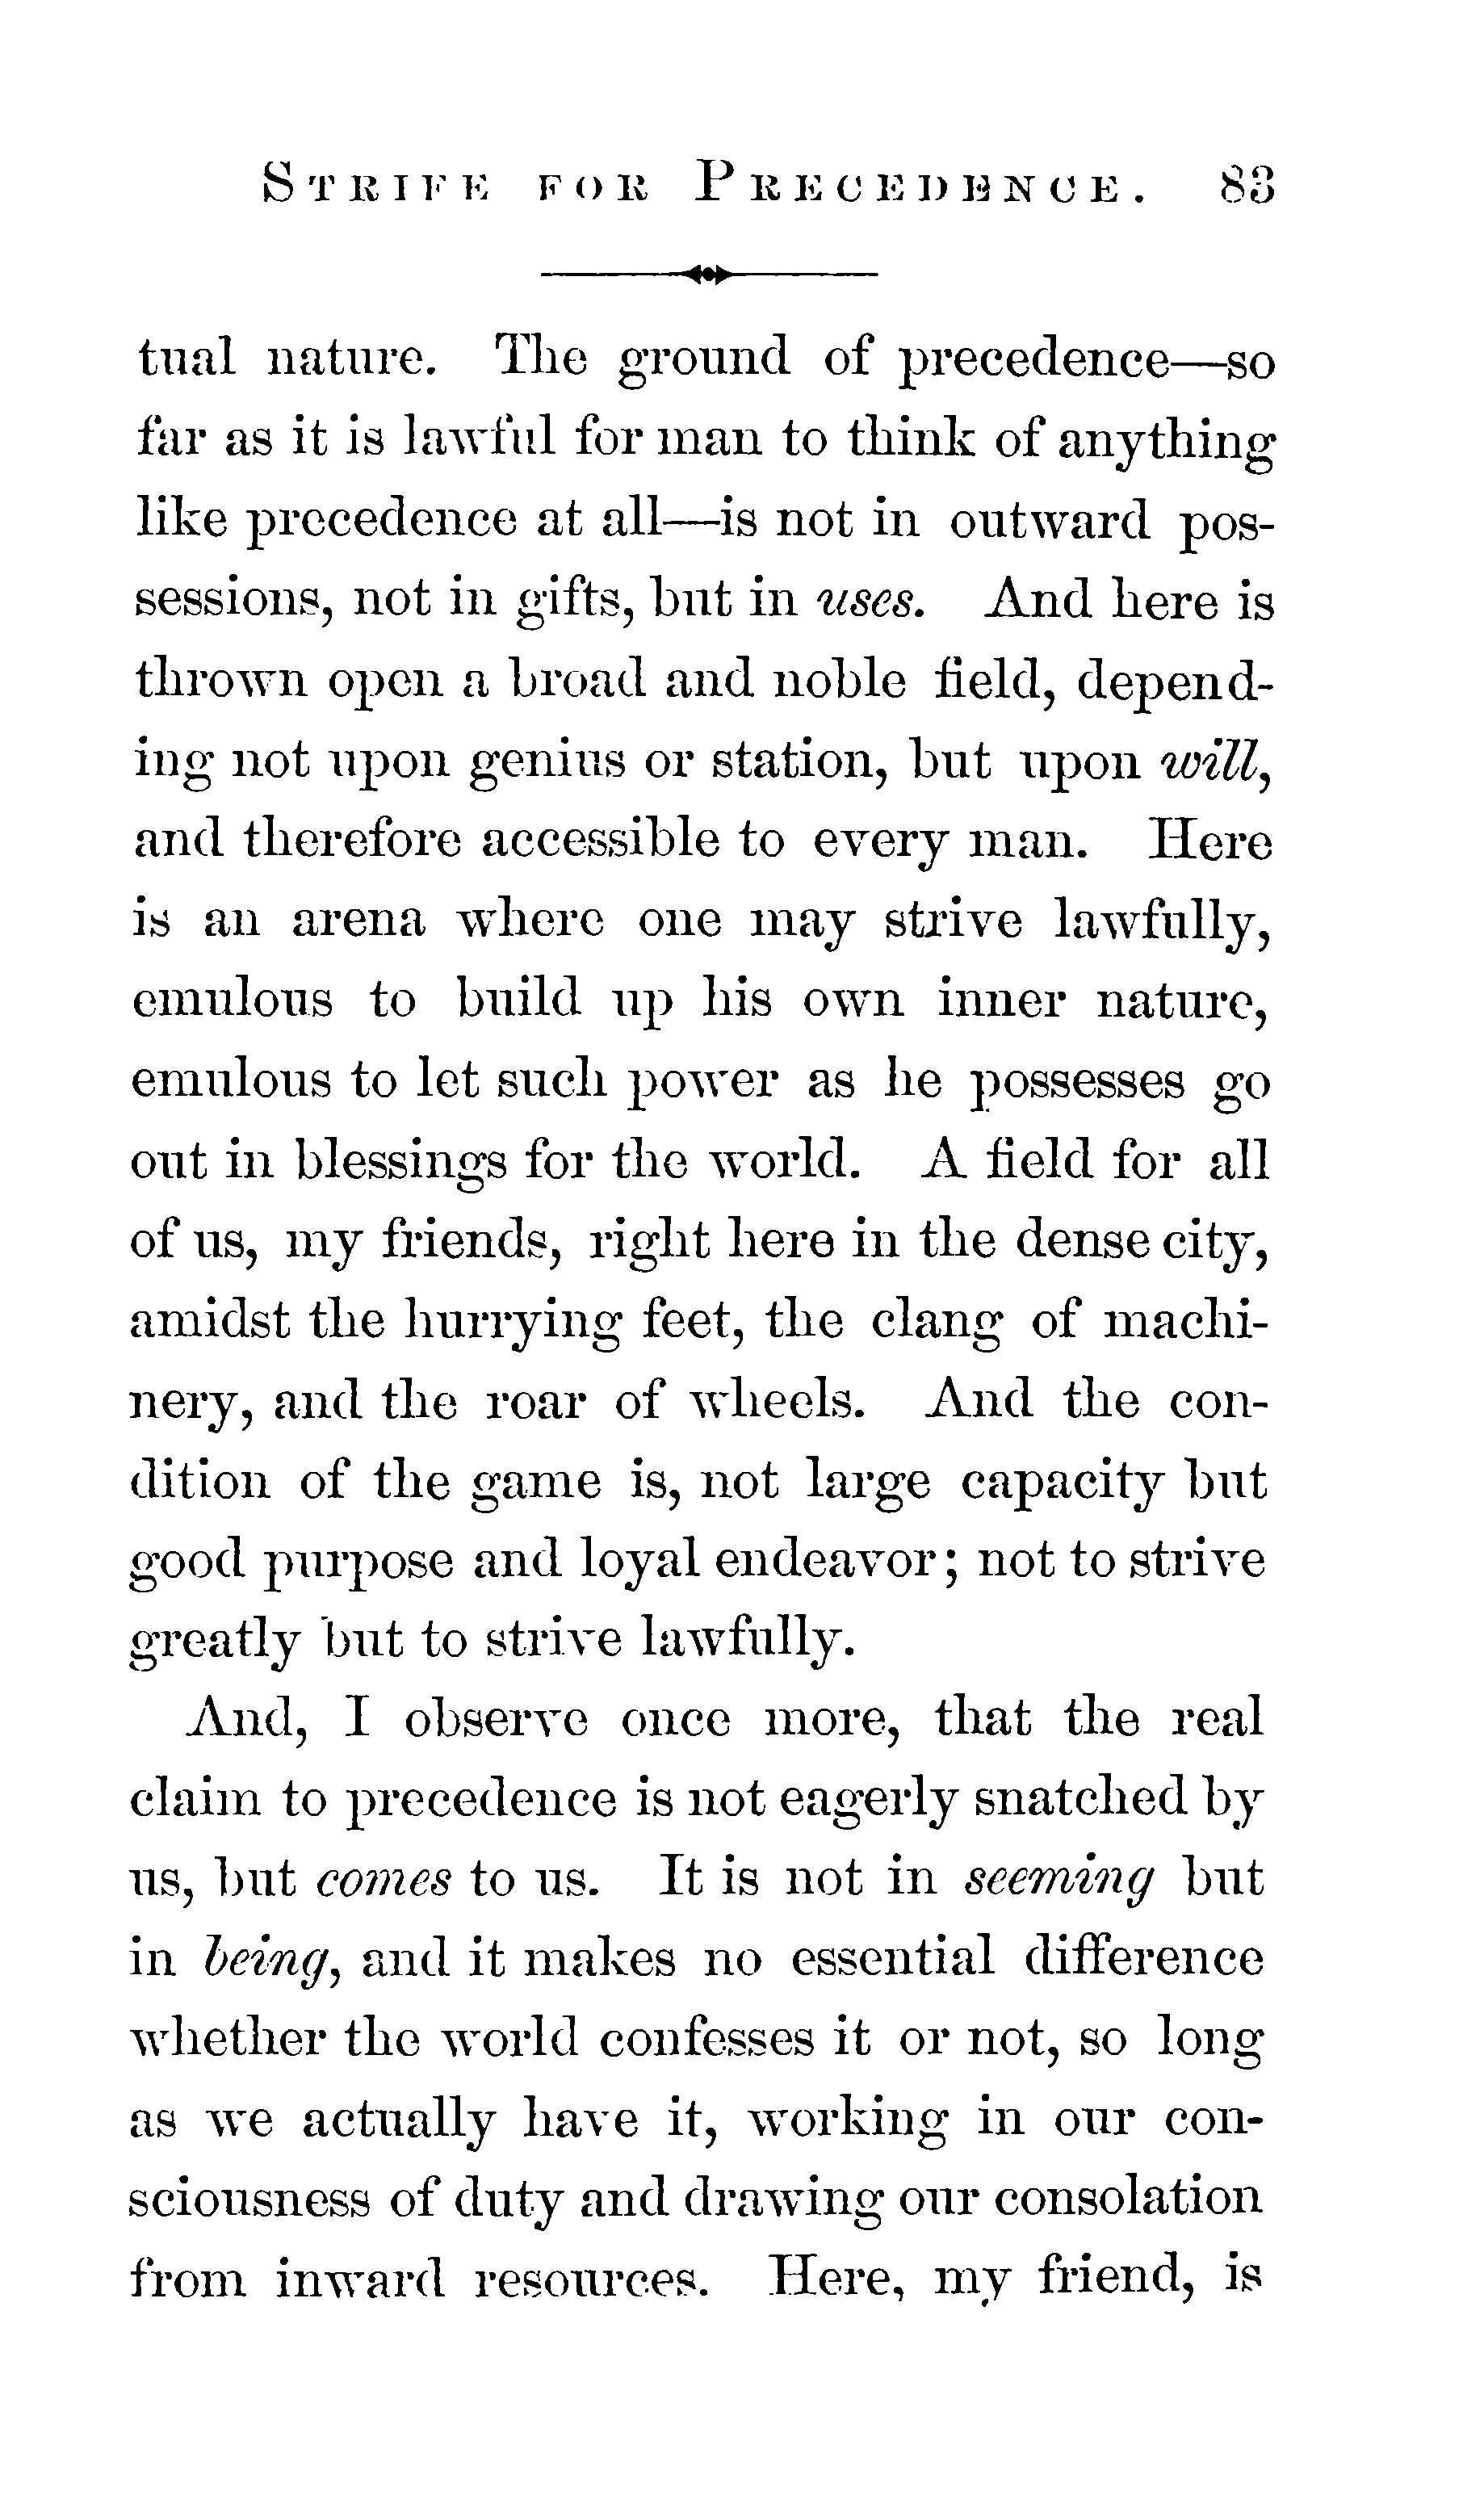 STRIFE FOR PRECEDENCE. 83
tual nature. The ground of precedence—so
far as it is lawful for man to think of anything
like precedence at all—is not in outward pos-
sessions, not in gifts, but in uses. And here is
thrown open a broad and noble field, depend-
ing not upon genius or station, but upon will,
and therefore accessible to every man. Here
is an arena where one may strive lawfully,
emulous to build up his own inner nature,
emulous to let such power as he possesses go
out in blessings for the world. A field for all
of us, my friends, right here in the dense city,
amidst the hurrying feet, the clang of machi-
nery, and the roar of wheels. And the con-
dition of the game is, not large capacity but
good purpose and loyal endeavor; not to strive
greatly but to strive lawfully.
And, I observe once more, that the real
claim to precedence is not eagerly snatched by
us, but comes to us. It is not in seeming but
in being, and it makes no essential difference
whether the world confesses it or not, so long
as we actually have it, working in our con-
sciousness of duty and drawing our consolation
from inward resources. Here, my friend, is